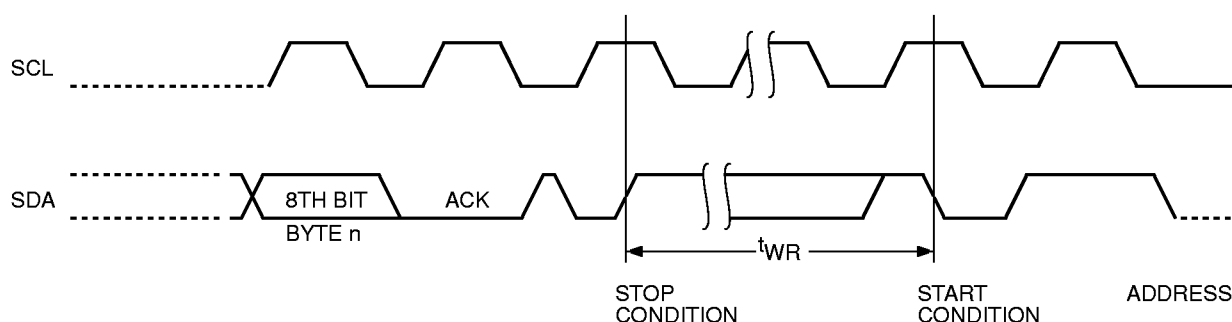 SCL
SDA
8TH BIT
BYTE n
ACK
tWR
STOP
CONDITION
START
CONDITION
ADDRESS